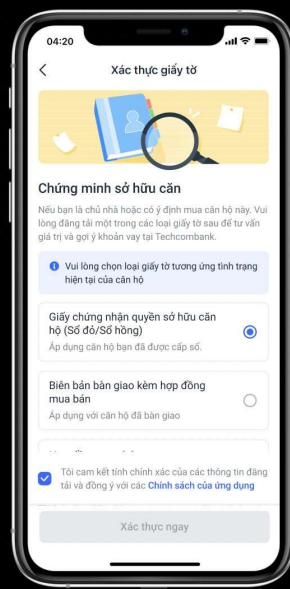 04:20
Xác thực giấy tờ
Chứng minh sở hữu căn
Nếu bạn là chủ nhà hoặc có ý định mua căn hộ này. Vui
lòng đăng tải một trong các loại giấy tờ sau để tư vấn
giá trị và gợi ý khoản vay tại Techcombank.
Vui lòng chọn loại giấy tờ tương ứng tình trạng
hiện tại của căn hộ
Giấy chứng nhận quyền sở hữu căn
hộ (Sổ đỏ/Sổ hồng)
Áp dụng căn hộ bạn đã được cấp sổ.
Biên bản bàn giao kèm hợp đồng
mua bán
Áp dụng với căn hộ đã bàn giao
Tôi cam kết tính chính xác của các thông tin đăng
tải và đồng ý với các Chính sách của ứng dụng
Xác thực ngay